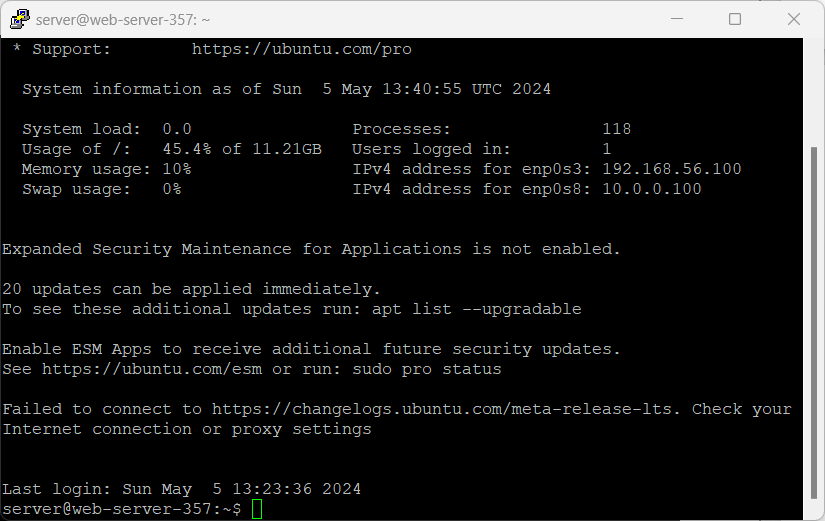 server@web-server-357: ~
 * Support:        https://ubuntu.com/pro
  System information as of Sun  5 May 13:40:55 UTC 2024
  System load:  0.0                Processes:               118
  Usage of /:   45.4% of 11.21GB   Users logged in:         1
  Memory usage: 10%                IPv4 address for enp0s3: 192.168.56.100
  Swap usage:   0%                 IPv4 address for enp0s8: 10.0.0.100
Expanded Security Maintenance for Applications is not enabled.
20 updates can be applied immediately.
To see these additional updates run: apt list --upgradable
Enable ESM Apps to receive additional future security updates.
See https://ubuntu.com/esm or run: sudo pro status
Failed to connect to https://changelogs.ubuntu.com/meta-release-lts. Check your
Internet connection or proxy settings
Last login: Sun May  5 13:23:36 2024
server@web-server-357:~$